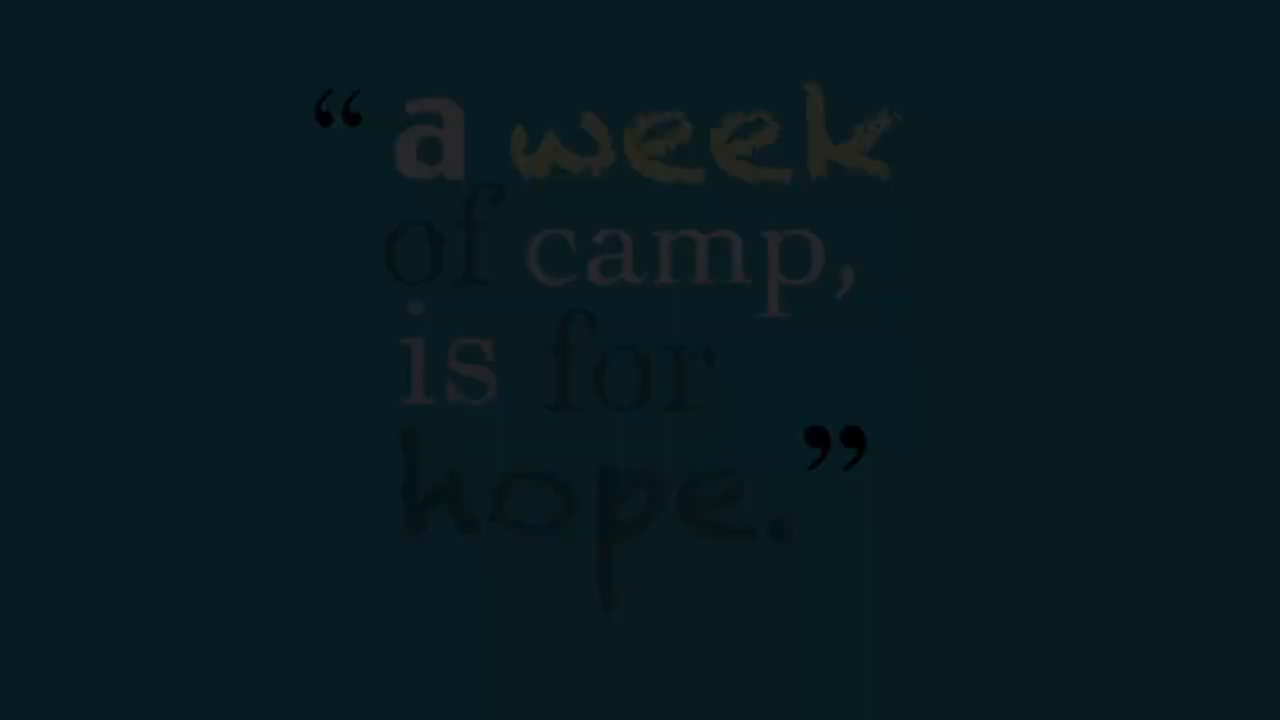 “a week
of camp,
is for
hope.”